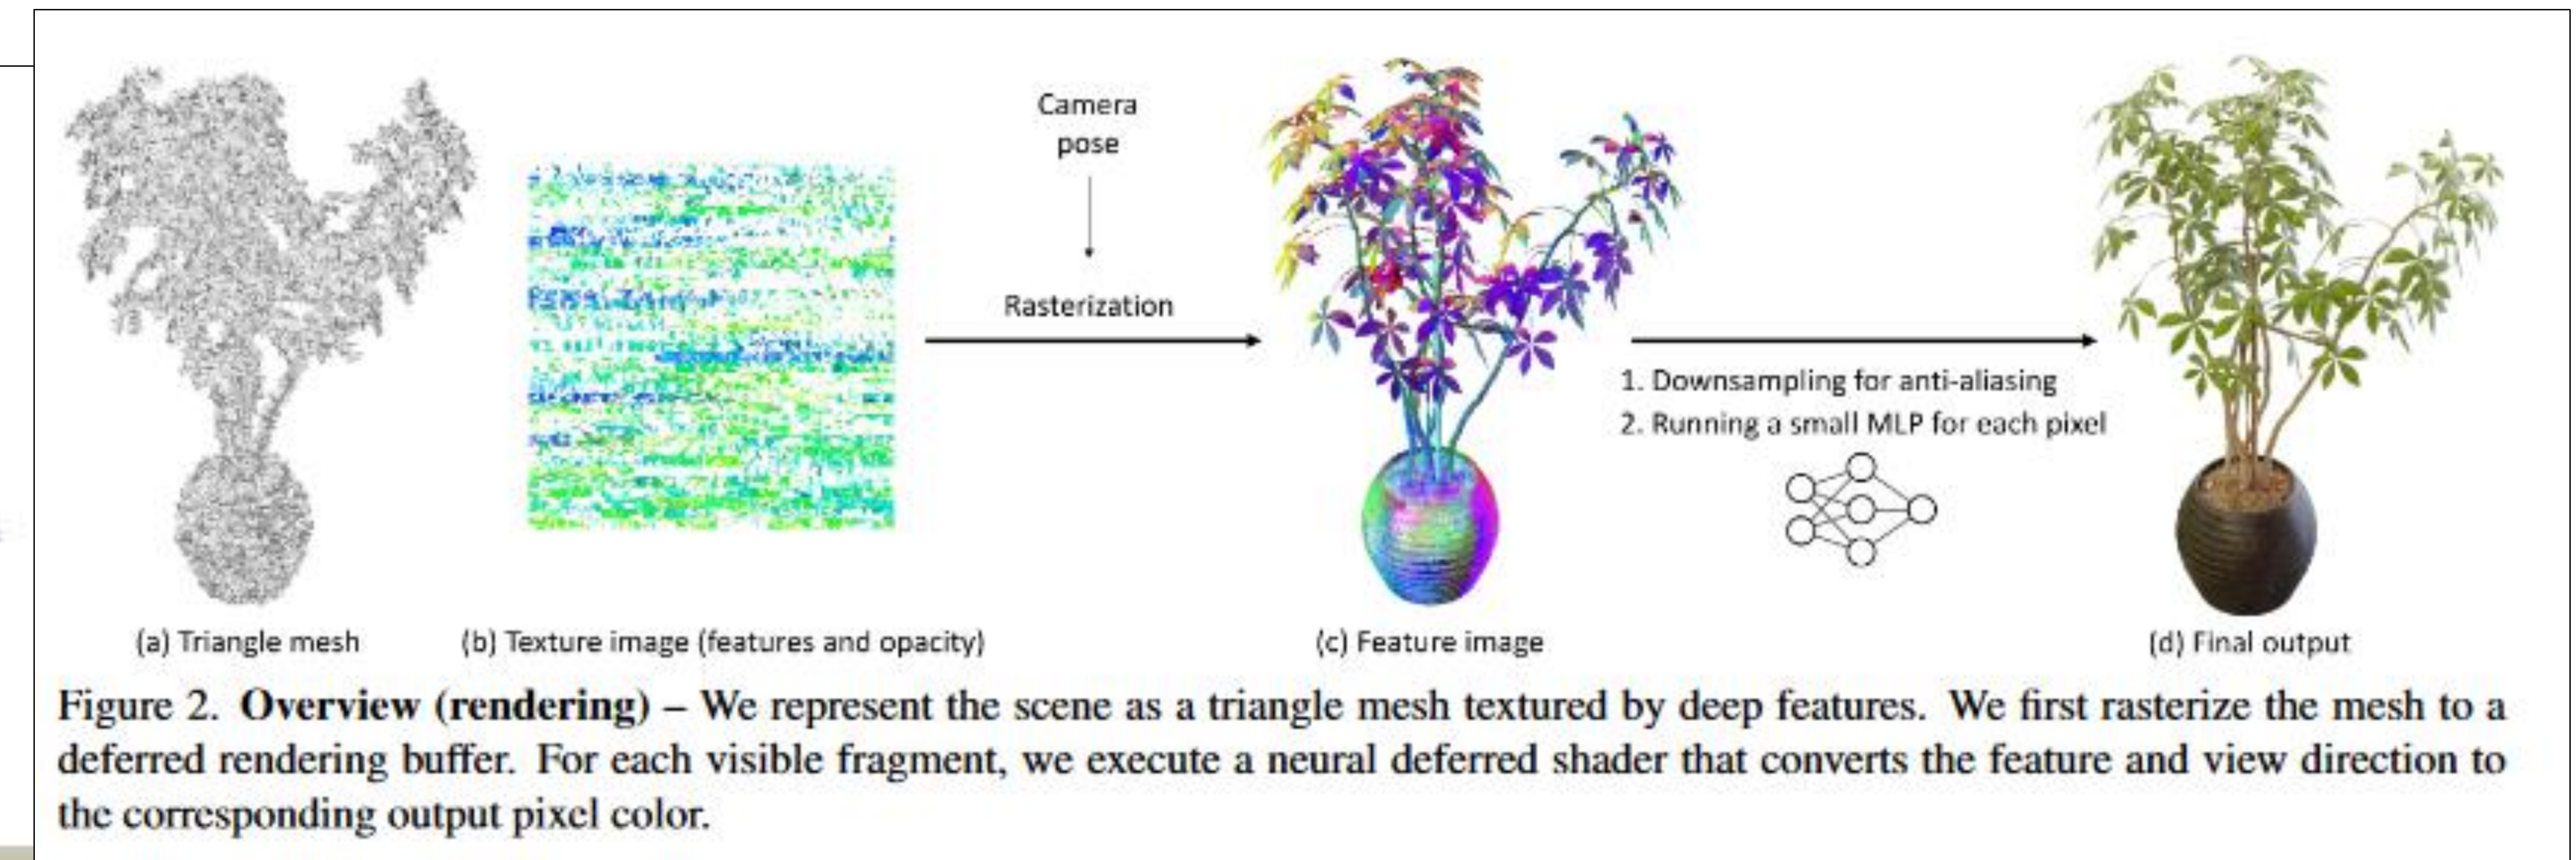 Camera
pose
Rasterization
1. Downsampling for anti-aliasing
2. Running a small MLP for each pixel
(a) Triangle mesh
(b) Texture image (features and opacity)
(c) Feature image
(d) Final output
Figure 2. Overview (rendering) – We represent the scene as a triangle mesh textured by deep features. We first rasterize the mesh to a
deferred rendering buffer. For each visible fragment, we execute a neural deferred shader that converts the feature and view direction to
the corresponding output pixel color.